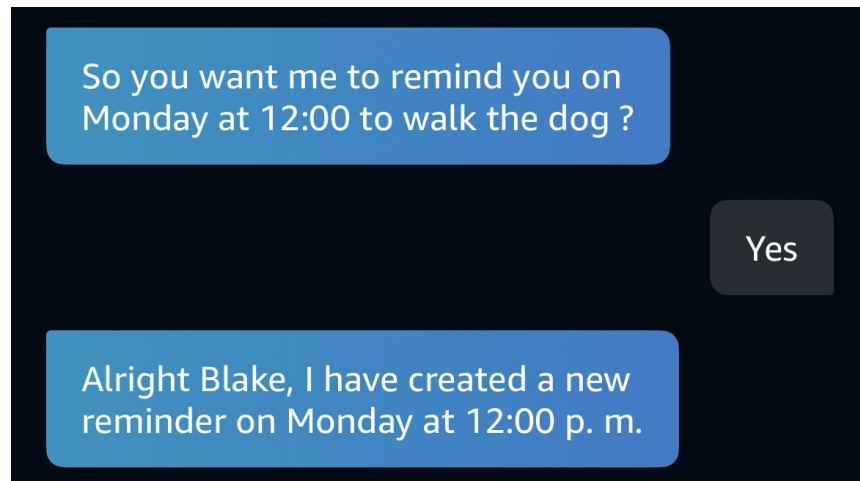 So you want me to remind you on
Monday at 12:00 to walk the dog ?
Yes
Alright Blake, I have created a new
reminder on Monday at 12:00 p. m.